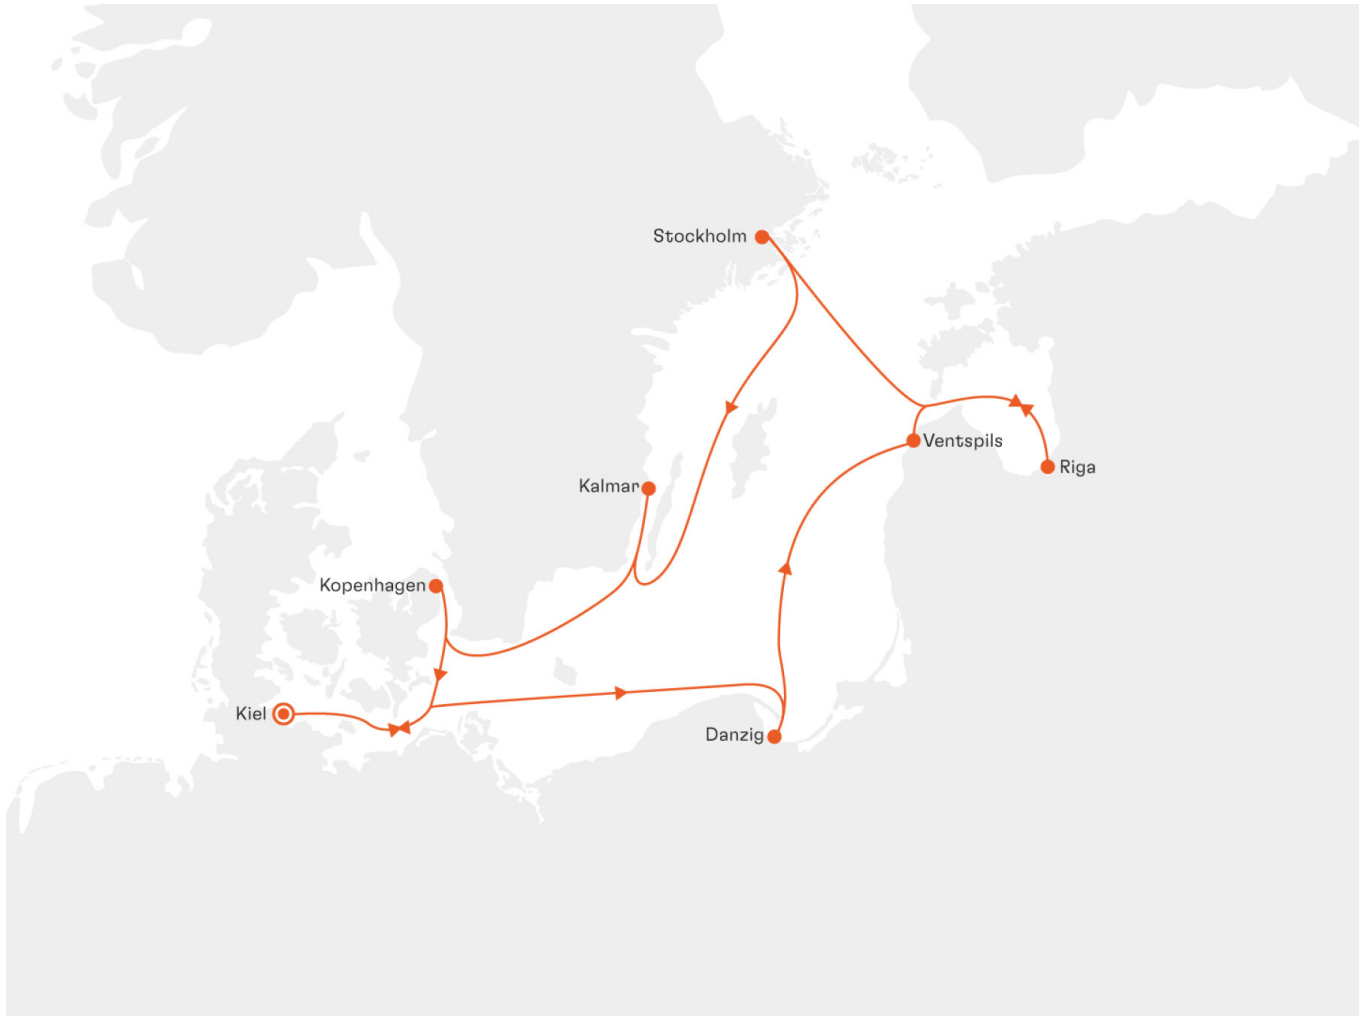 Stockholm
Ventspils
Riga
Kalmar
Kopenhagen
Kiel
Danzig